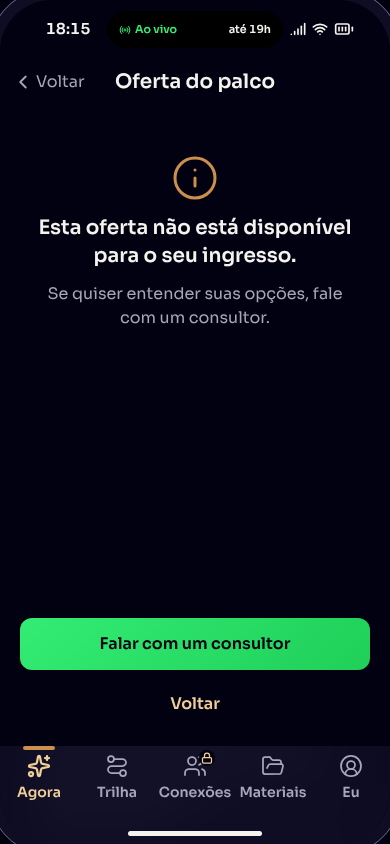 18:15
Ao vivo
até 19h
Voltar
Oferta do palco
Esta oferta não está disponível
para o seu ingresso.
Se quiser entender suas opções, fale
com um consultor.
Falar com um consultor
Voltar
Agora
Trilha
Conexões
Materiais
Eu